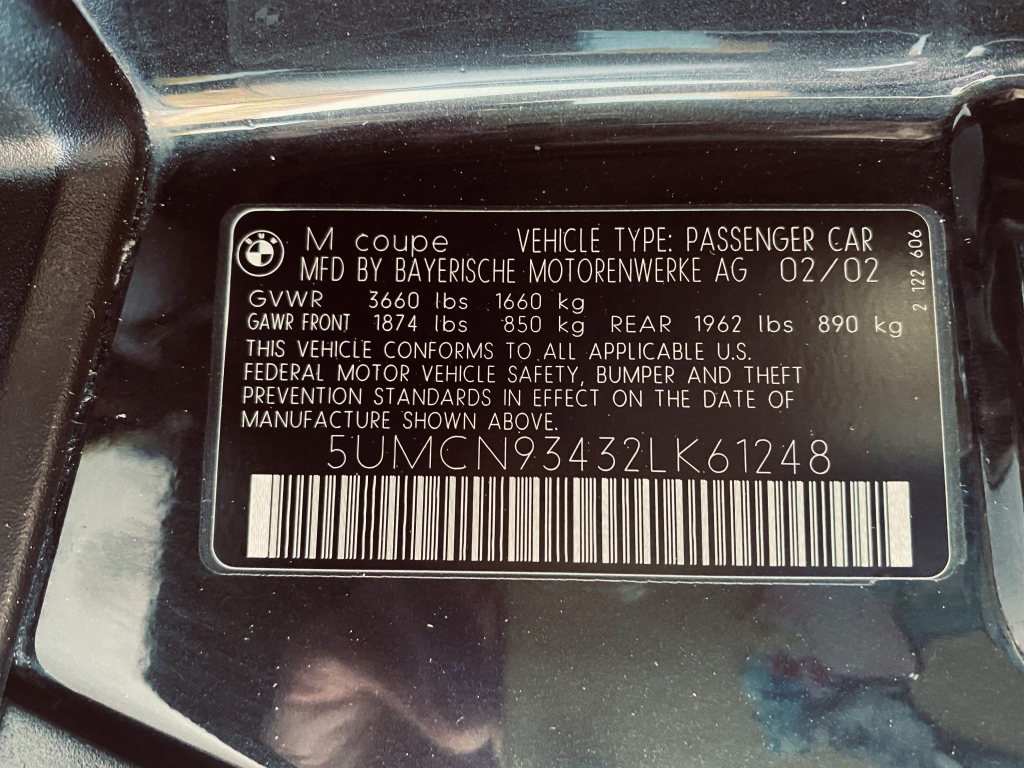 M coupe VEHICLE TYPE: PASSENGER CAR
MFD BY BAYERISCHE MOTORENWERKE AG 02/02
GVWR 3660 lbs 1660 kg
GAWR FRONT 1874 lbs 850 kg REAR 1962 lbs 890 kg
THIS VEHICLE CONFORMS TO ALL APPLICABLE U.S.
FEDERAL MOTOR VEHICLE SAFETY, BUMPER AND THEFT
PREVENTION STANDARDS IN EFFECT ON THE DATE OF
MANUFACTURE SHOWN ABOVE.
5UMCN93432LK61248
2 122 606
BMW